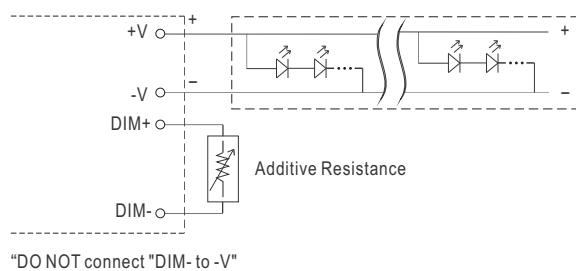 +V
+
-V
–
DIM+
DIM-
+
–
Additive Resistance
“DO NOT connect "DIM- to -V"